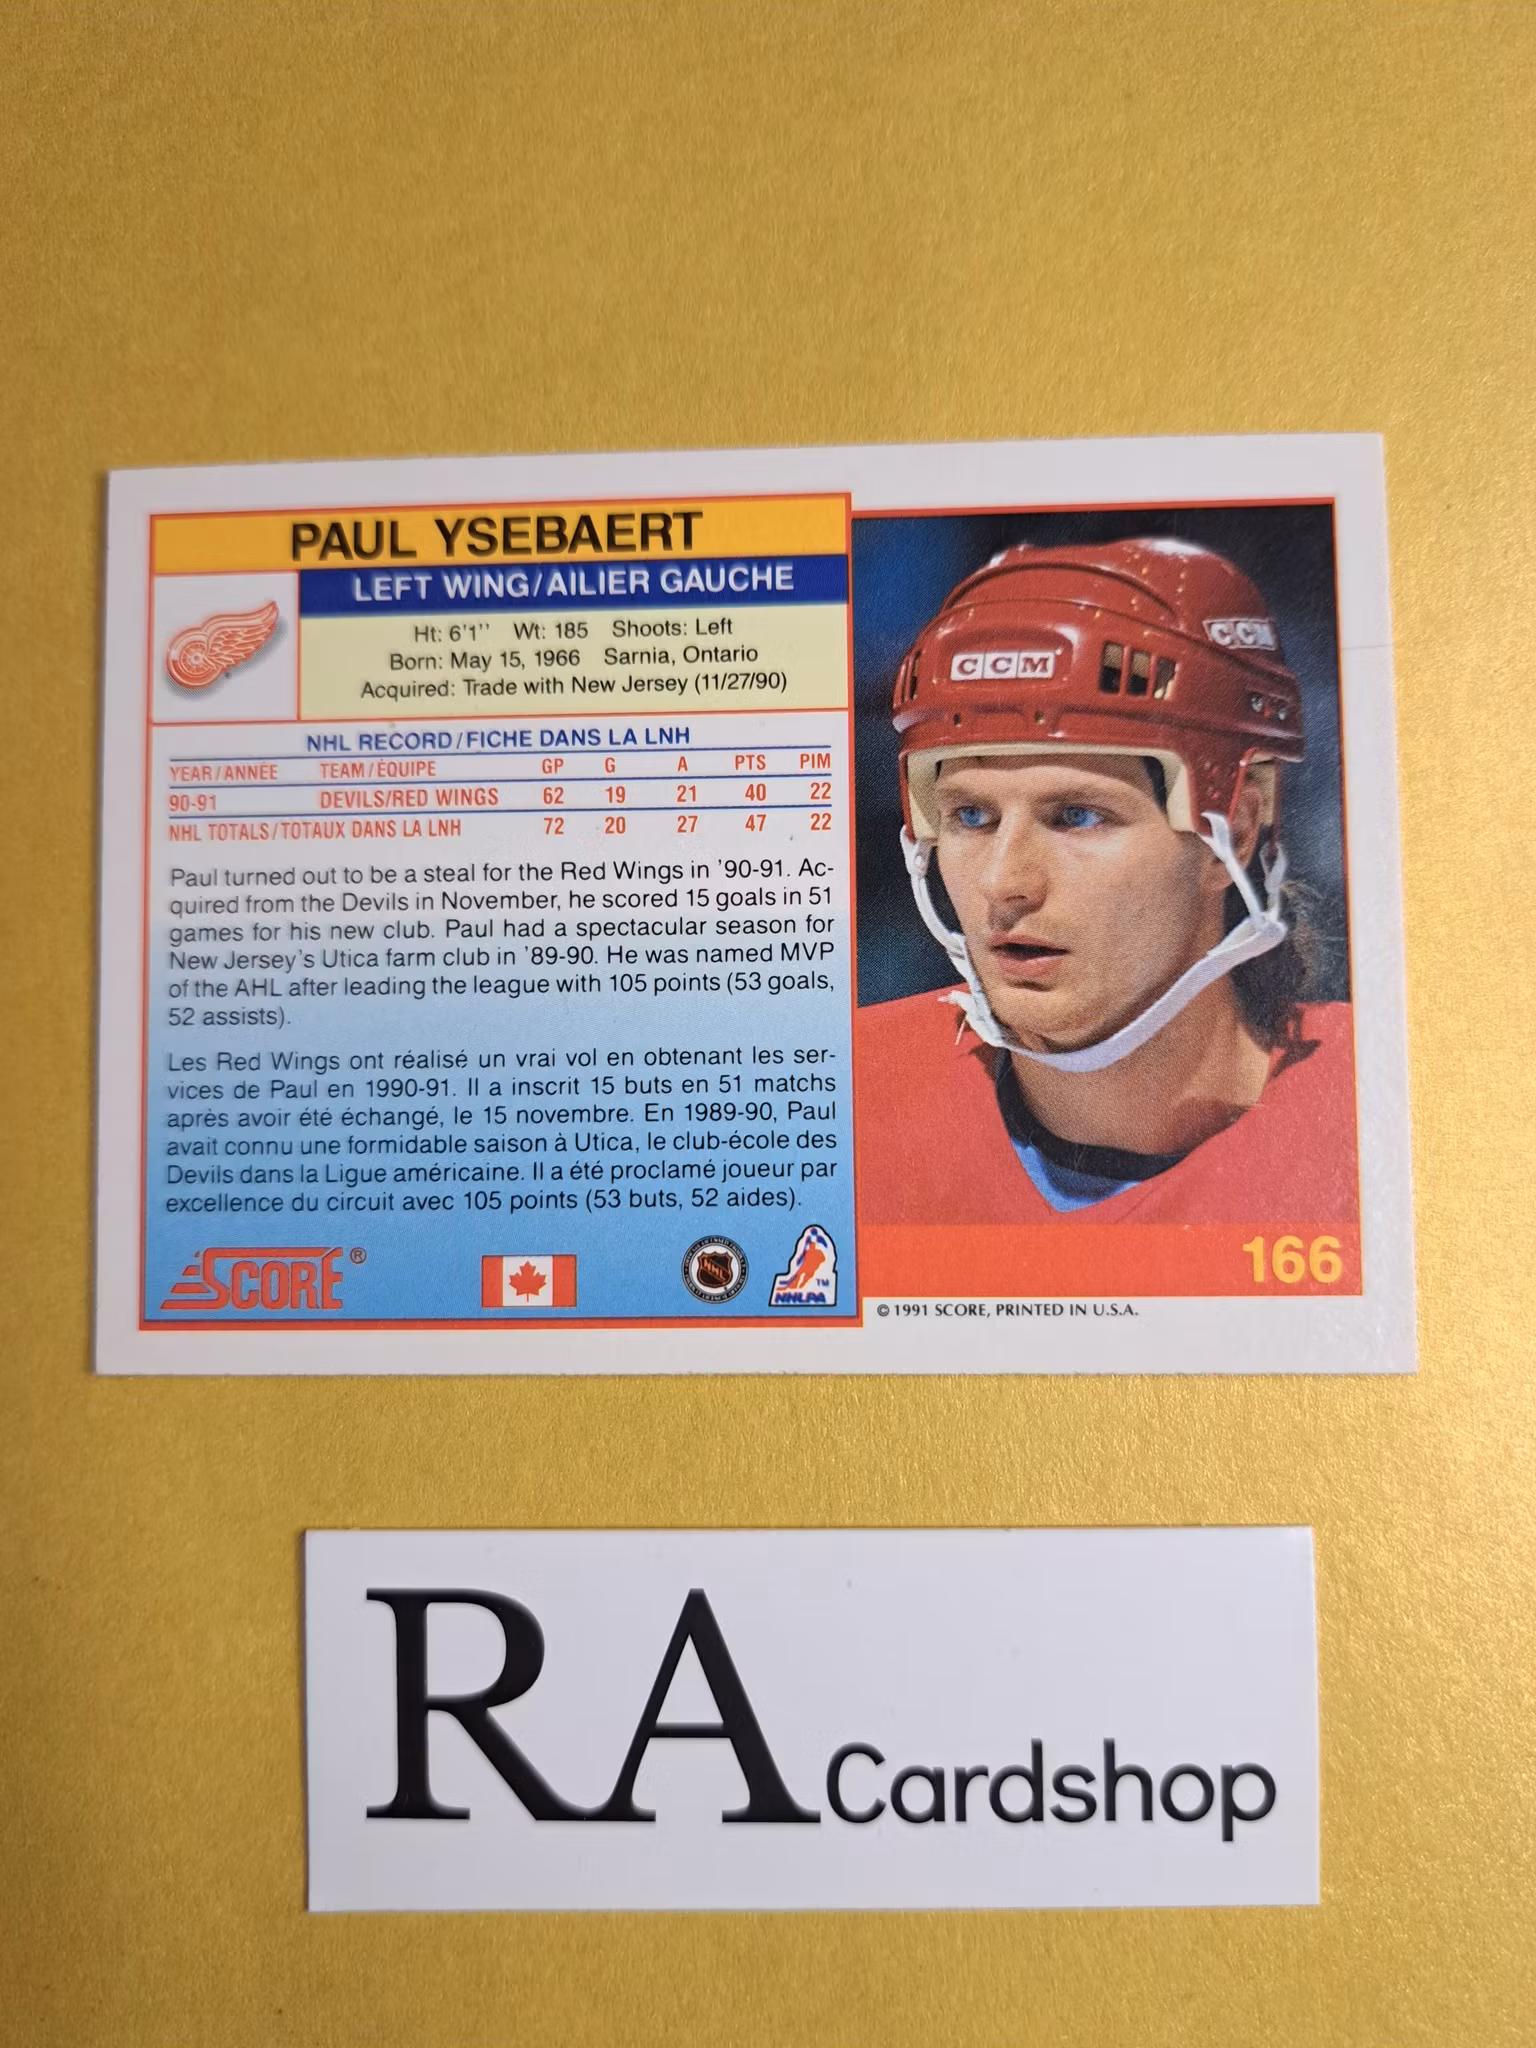 PAUL YSEBAERT
LEFT WING/AILIER GAUCHE
Ht: 6'1'' Wt: 185 Shoots: Left
Born: May 15, 1966 Sarnia, Ontario
Acquired: Trade with New Jersey (11/27/90)
NHL RECORD/FICHE DANS LA LNH
YEAR/ANNÉE TEAM/ÉQUIPE GP G A PTS PIM
90-91 DEVILS/RED WINGS 62 19 21 40 22
NHL TOTALS/TOTAUX DANS LA LNH 72 20 27 47 22
Paul turned out to be a steal for the Red Wings in '90-91. Ac-
quired from the Devils in November, he scored 15 goals in 51
games for his new club. Paul had a spectacular season for
New Jersey's Utica farm club in '89-90. He was named MVP
of the AHL after leading the league with 105 points (53 goals,
52 assists).
Les Red Wings ont réalisé un vrai vol en obtenant les ser-
vices de Paul en 1990-91. Il a inscrit 15 buts en 51 matchs
après avoir été échangé, le 15 novembre. En 1989-90, Paul
avait connu une formidable saison à Utica, le club-école des
Devils dans la Ligue américaine. Il a été proclamé joueur par
excellence du circuit avec 105 points (53 buts, 52 aides).
SCORE®
NHL
NHLPA TM
CCM
CCM
166
© 1991 SCORE, PRINTED IN U.S.A.
RA Cardshop